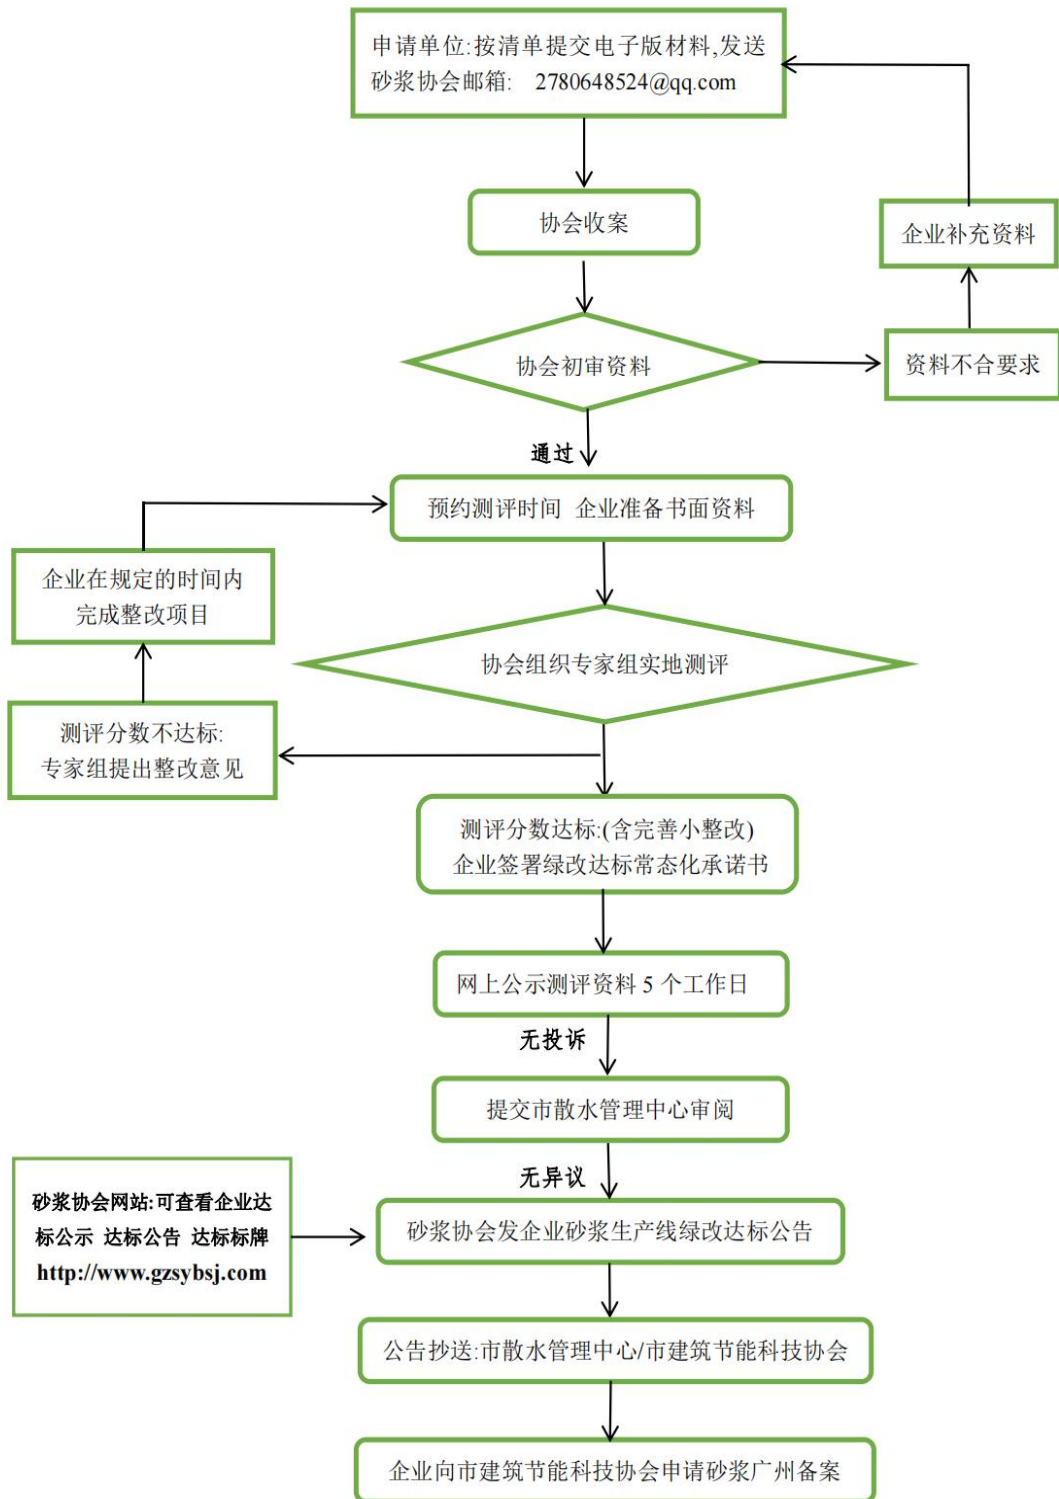 申请单位:按清单提交电子版材料,发送
砂浆协会邮箱: 2780648524@qq.com
协会收案
企业补充资料
协会初审资料
资料不合要求
通过
预约测评时间 企业准备书面资料
企业在规定的时间内
完成整改项目
协会组织专家组实地测评
测评分数不达标:
专家组提出整改意见
测评分数达标:(含完善小整改)
企业签署绿改达标常态化承诺书
网上公示测评资料 5 个工作日
无投诉
提交市散水管理中心审阅
无异议
砂浆协会网站:可查看企业达
标公示 达标公告 达标标牌
http://www.gzsybsj.com
砂浆协会发企业砂浆生产线绿改达标公告
公告抄送:市散水管理中心/市建筑节能科技协会
企业向市建筑节能科技协会申请砂浆广州备案